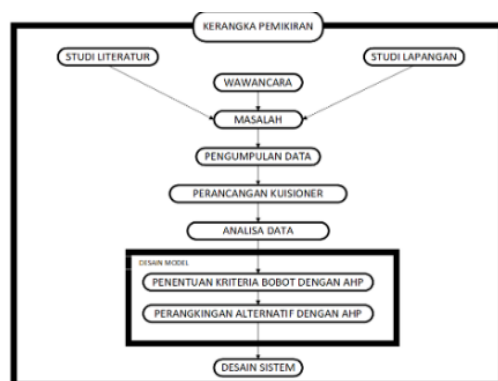 KERANGKA PEMIKIRAN
STUDI LITERATUR
STUDI LAPANGAN
WAWANCARA
MASALAH
PENGUMPULAN DATA
PERANCANGAN KUISIONER
ANALISA DATA
DESAIN MODEL
PENENTUAN KRITERIA BOBOT DENGAN AHP
PERANGKINGAN ALTERNATIF DENGAN AHP
DESAIN SISTEM